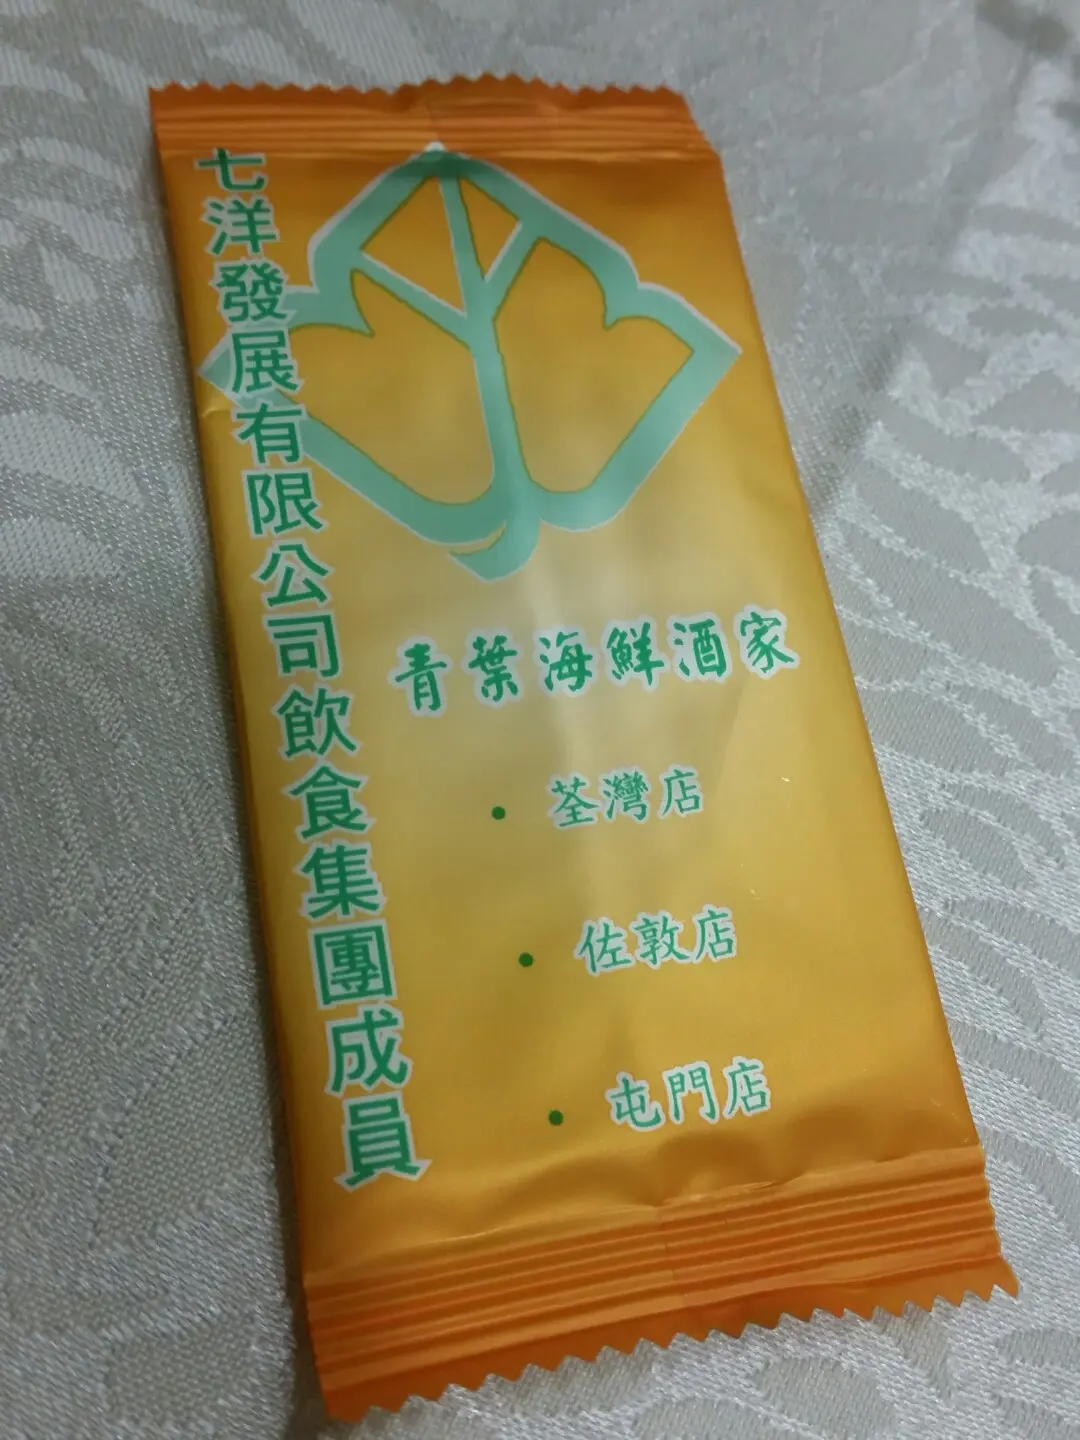 七洋發展有限公司飲食集團成員
青葉海鮮酒家
• 荃灣店
• 佐敦店
• 屯門店